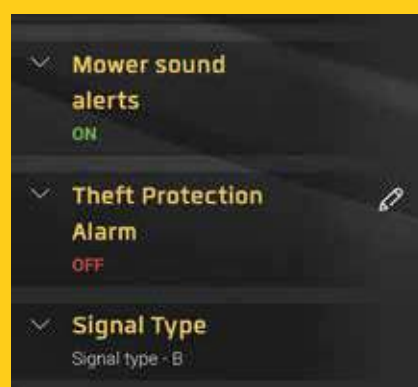 Mower sound
alerts
ON
Theft Protection
Alarm
OFF
Signal Type
Signal type - B